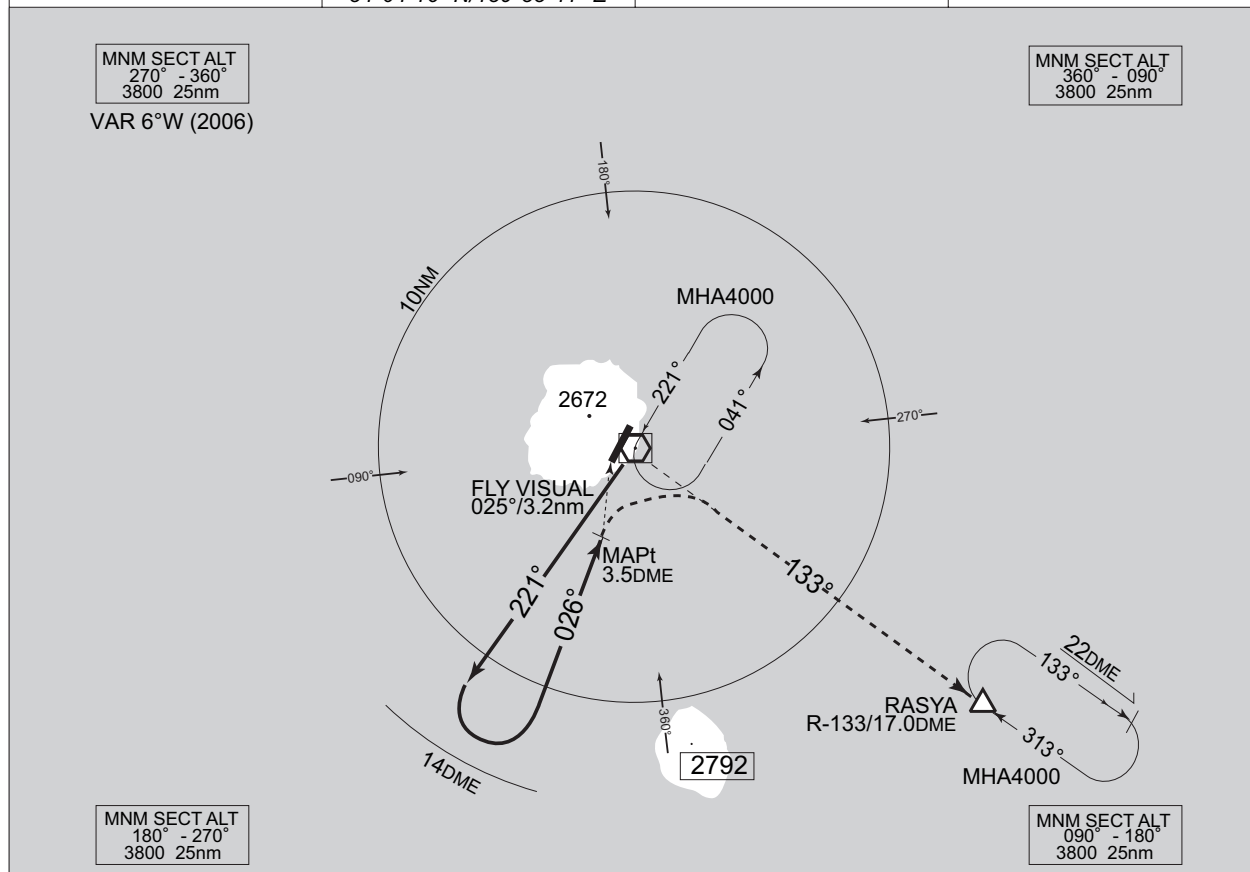 MNM SECT ALT
270° - 360°
3800 25nm
VAR 6°W (2006)
MNM SECT ALT
360° - 090°
3800 25nm
180°
10NM
MHA4000
2672
221°
041°
270°
090°
FLY VISUAL
025°/3.2nm
MAPt
3.5DME
221°
026°
133°
22DME
133°
RASYA
R-133/17.0DME
313°
MHA4000
360°
2792
14DME
MNM SECT ALT
180° - 270°
3800 25nm
MNM SECT ALT
090° - 180°
3800 25nm